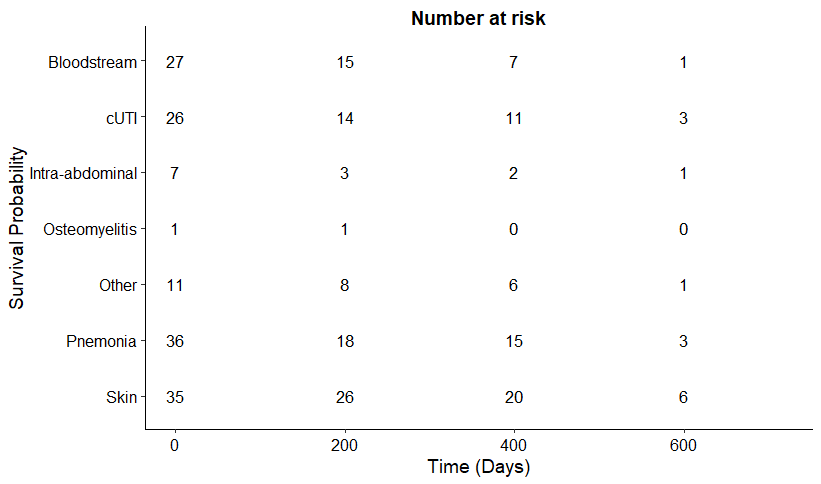 Number at risk
Survival Probability
Bloodstream 27 15 7 1
cUTI 26 14 11 3
Intra-abdominal 7 3 2 1
Osteomyelitis 1 1 0 0
Other 11 8 6 1
Pnemonia 36 18 15 3
Skin 35 26 20 6
0 200 400 600
Time (Days)